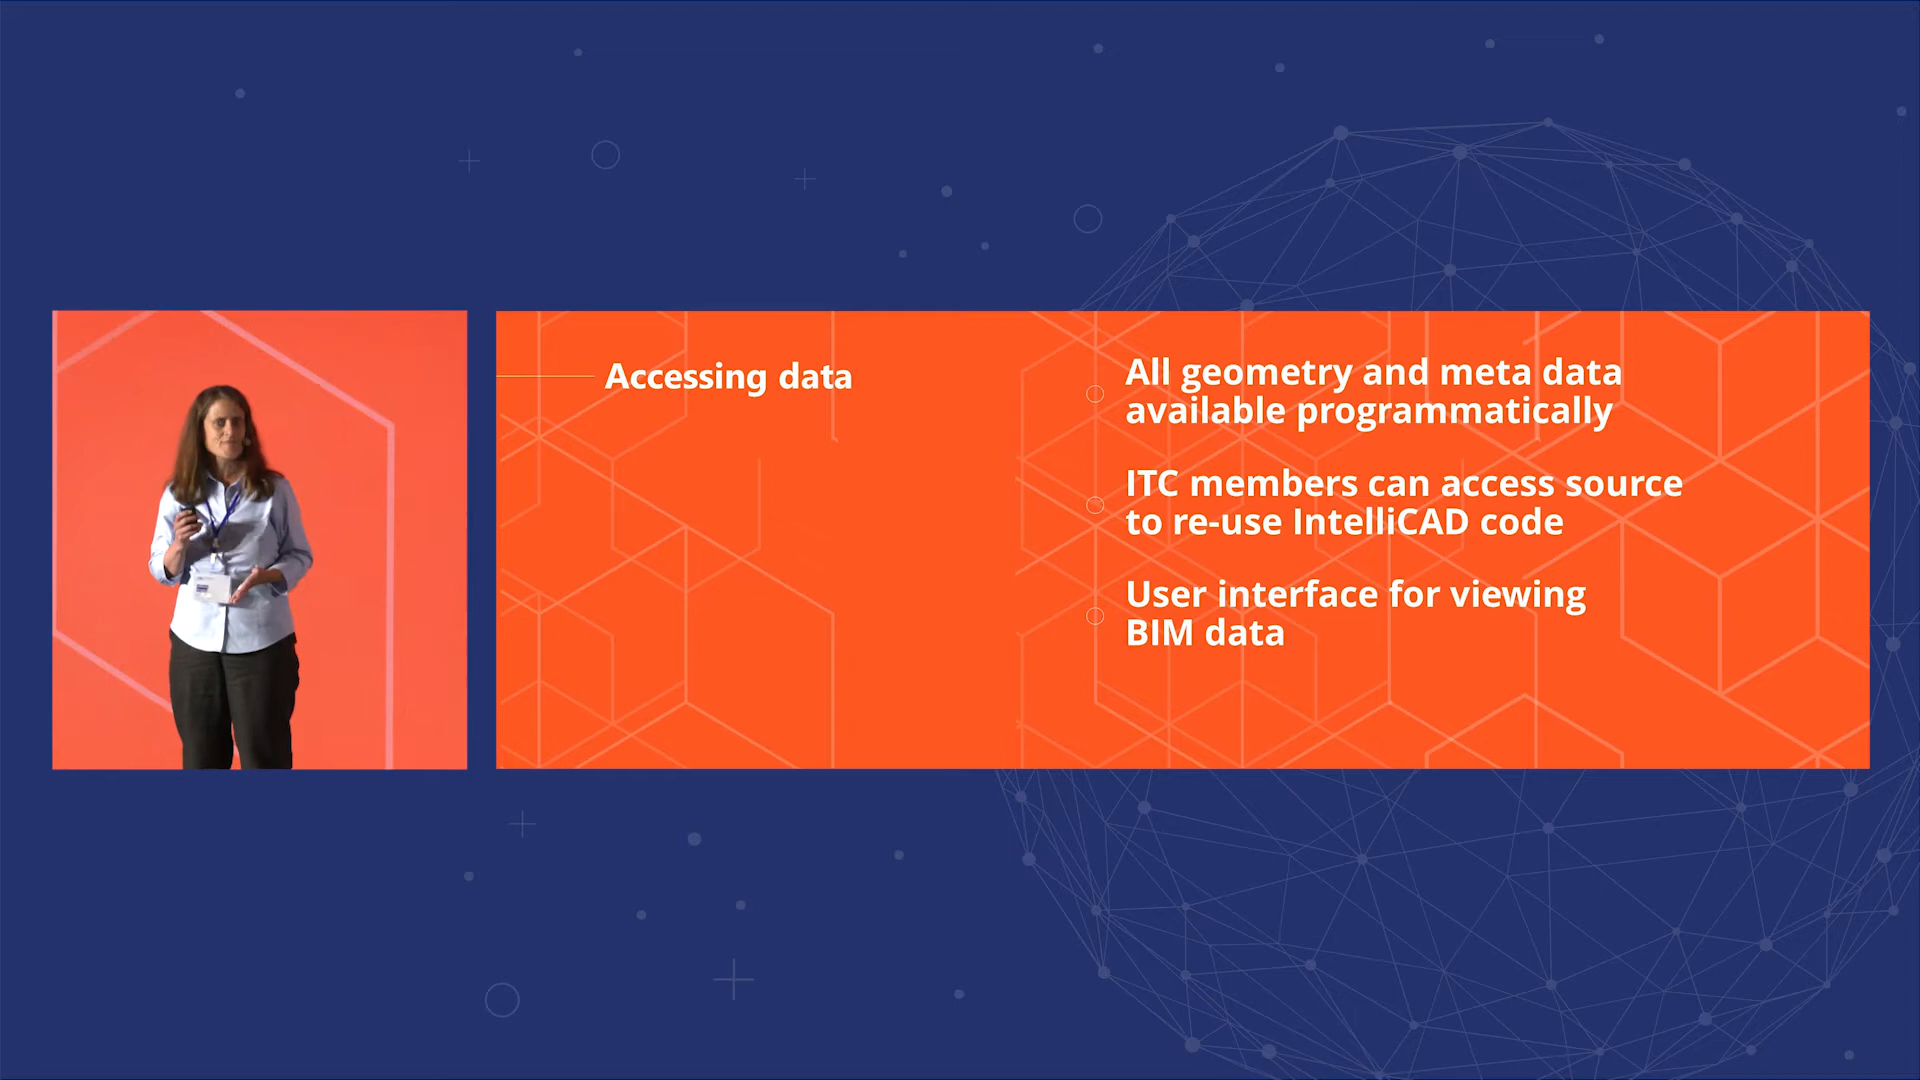 Accessing data
All geometry and meta data
available programmatically
ITC members can access source
to re-use IntelliCAD code
User interface for viewing
BIM data